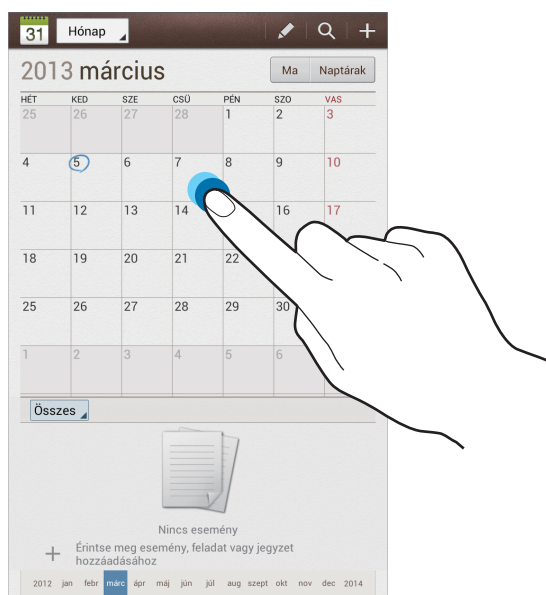 31 Hónap
2013 március Ma Naptárak
HÉT KED SZE CSÜ PÉN SZO VAS
25 26 27 28 1 2 3
4 5 6 7 8 9 10
11 12 13 14 16 17
18 19 20 21 22
25 26 27 28 29 30
1 2 3 4 5 6
Összes
Nincs esemény
Érintse meg esemény, feladat vagy jegyzet
hozzáadásához
2012 jan febr márc ápr máj jún júl aug szept okt nov dec 2014